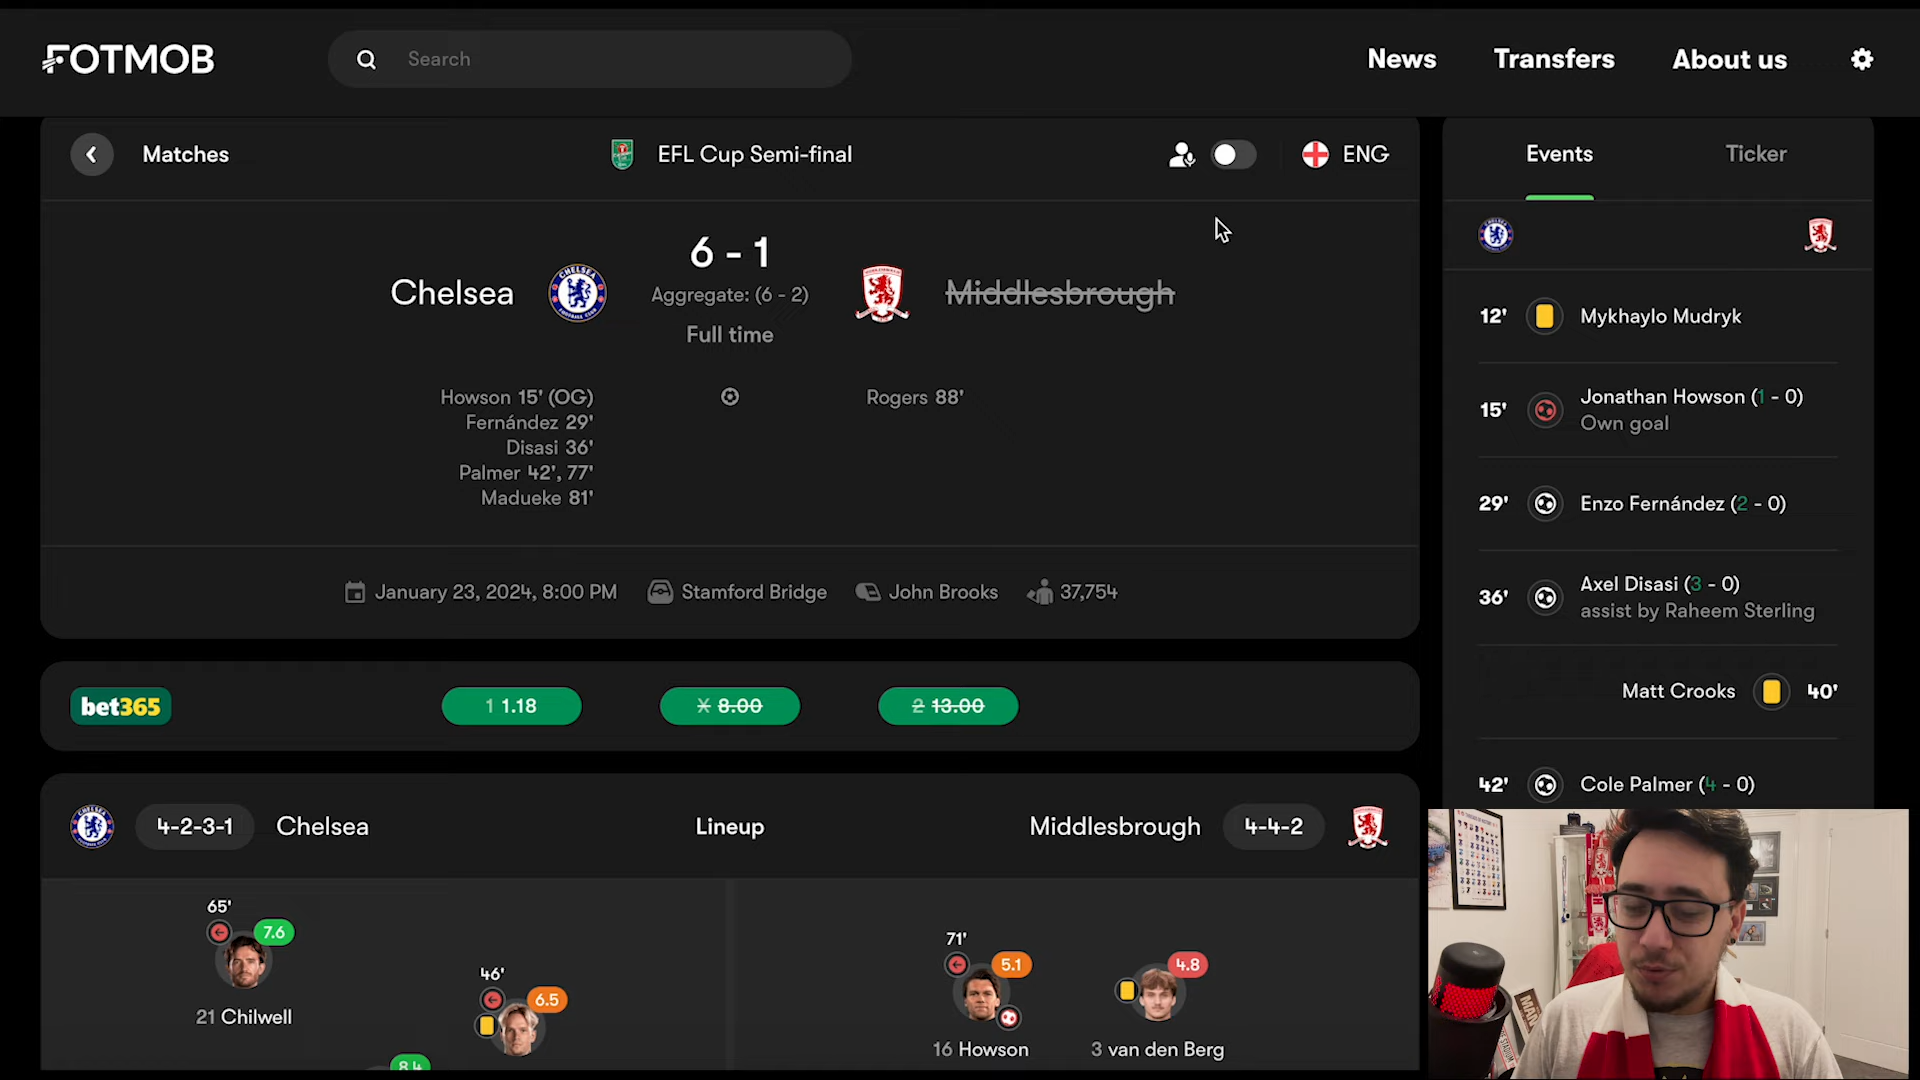 FOTMOB
Search
News
Transfers
About us
Matches
EFL Cup Semi-final
ENG
Chelsea
6 - 1
Aggregate: (6 - 2)
Full time
Middlesbrough
Howson 15' (OG)
Fernández 29'
Disasi 36'
Palmer 42', 77'
Madueke 81'
Rogers 88'
January 23, 2024, 8:00 PM
Stamford Bridge
John Brooks
37,754
bet365
1 1.18
X 8.00
2 13.00
4-2-3-1
Chelsea
Lineup
Middlesbrough
4-4-2
65'
7.6
21 Chilwell
46'
6.5
8.4
71'
5.1
16 Howson
4.8
3 van den Berg
Events
Ticker
12'
Mykhaylo Mudryk
15'
Jonathan Howson (1 - 0)
Own goal
29'
Enzo Fernández (2 - 0)
36'
Axel Disasi (3 - 0)
assist by Raheem Sterling
Matt Crooks
40'
42'
Cole Palmer (4 - 0)